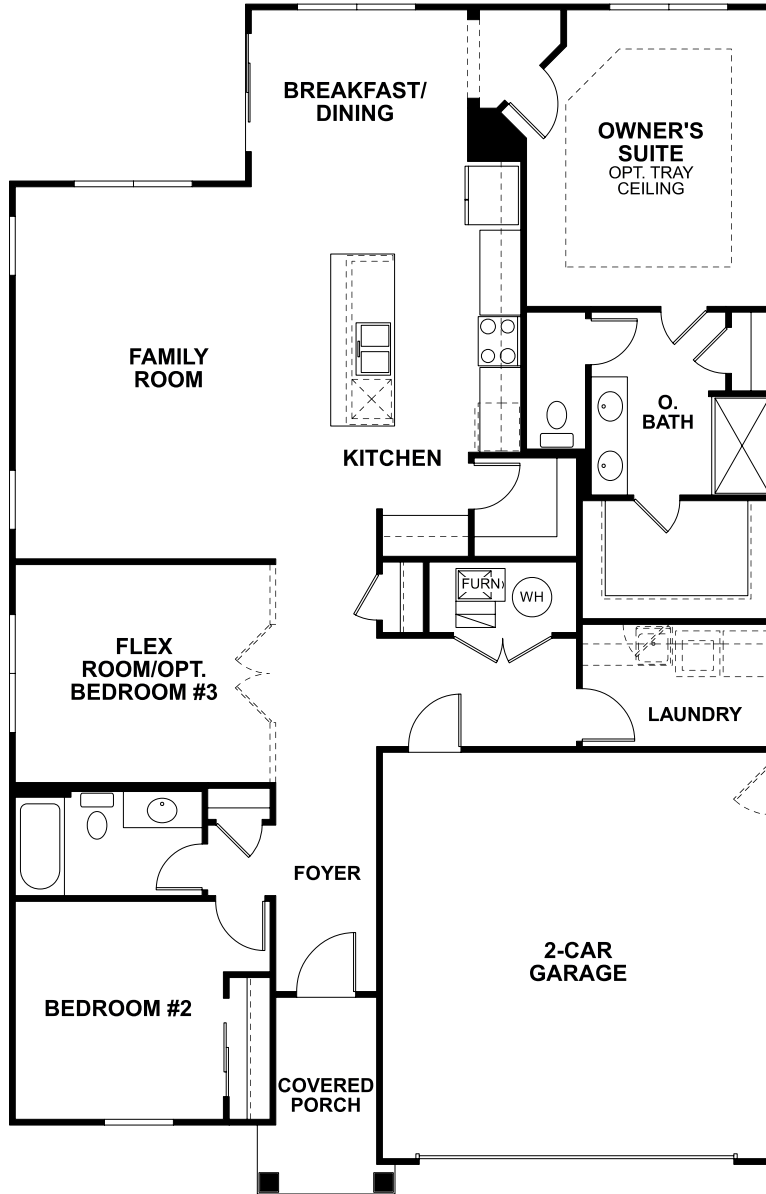 BREAKFAST/
DINING
OWNER'S
SUITE
OPT. TRAY
CEILING
FAMILY
ROOM
O.
BATH
KITCHEN
FURN
WH
FLEX
ROOM/OPT.
BEDROOM #3
LAUNDRY
FOYER
2-CAR
GARAGE
BEDROOM #2
COVERED
PORCH